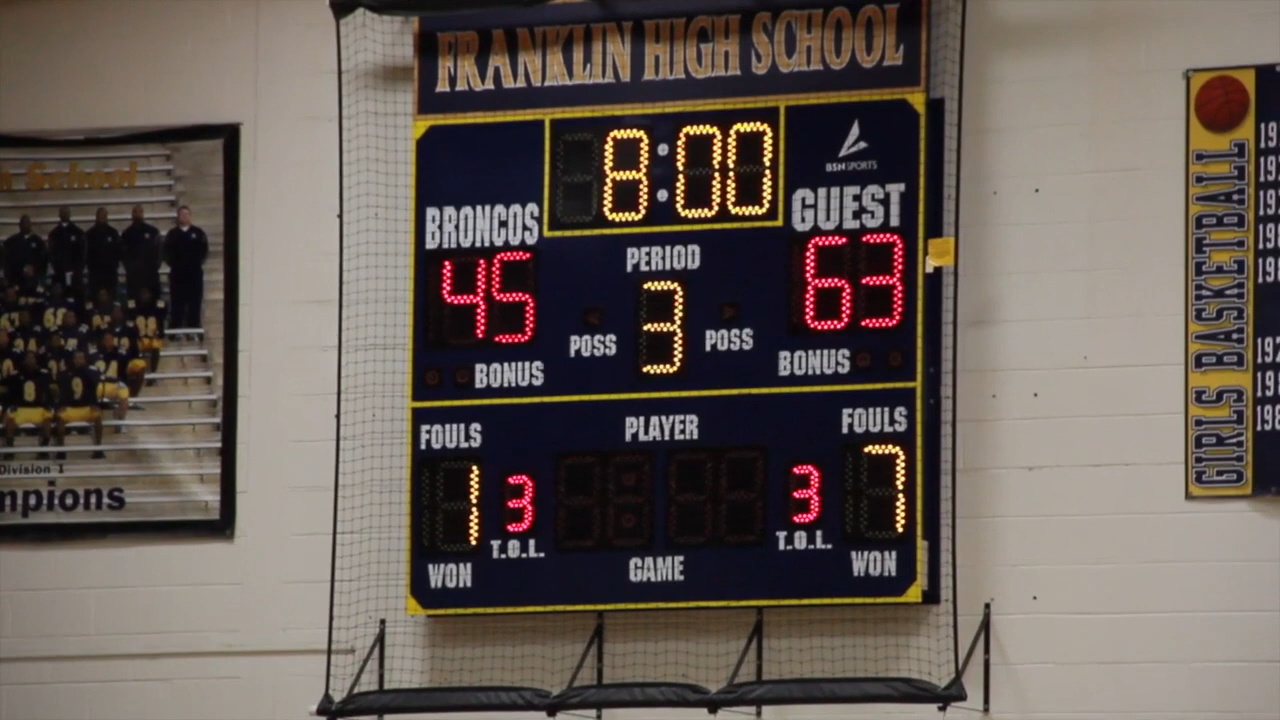 FRANKLIN HIGH SCHOOL
8:00
BSN SPORTS
BRONCOS
GUEST
45
PERIOD
63
3
POSS
POSS
BONUS
BONUS
FOULS
PLAYER
FOULS
1
3
3
7
T.O.L.
T.O.L.
WON
GAME
WON
School
Division 1
GIRLS BASKETBALL